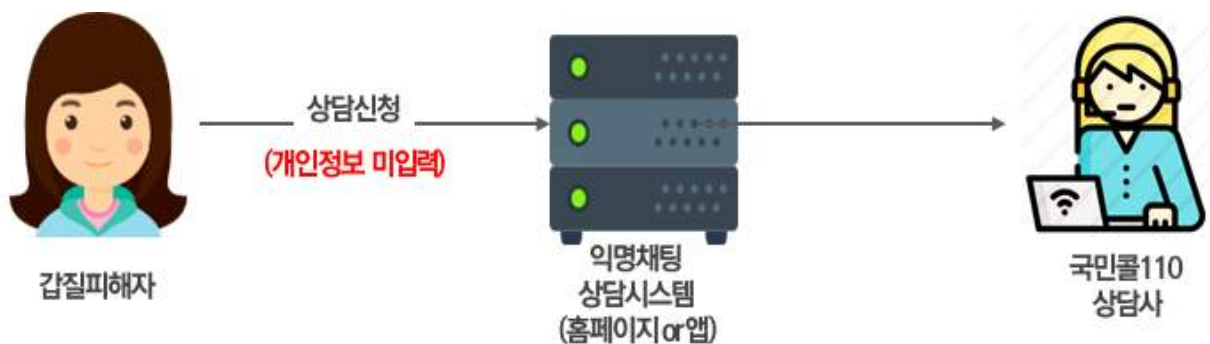 상담신청
(개인정보 미입력)
갑질피해자
익명채팅
상담시스템
(홈페이지 or 앱)
국민콜110
상담사